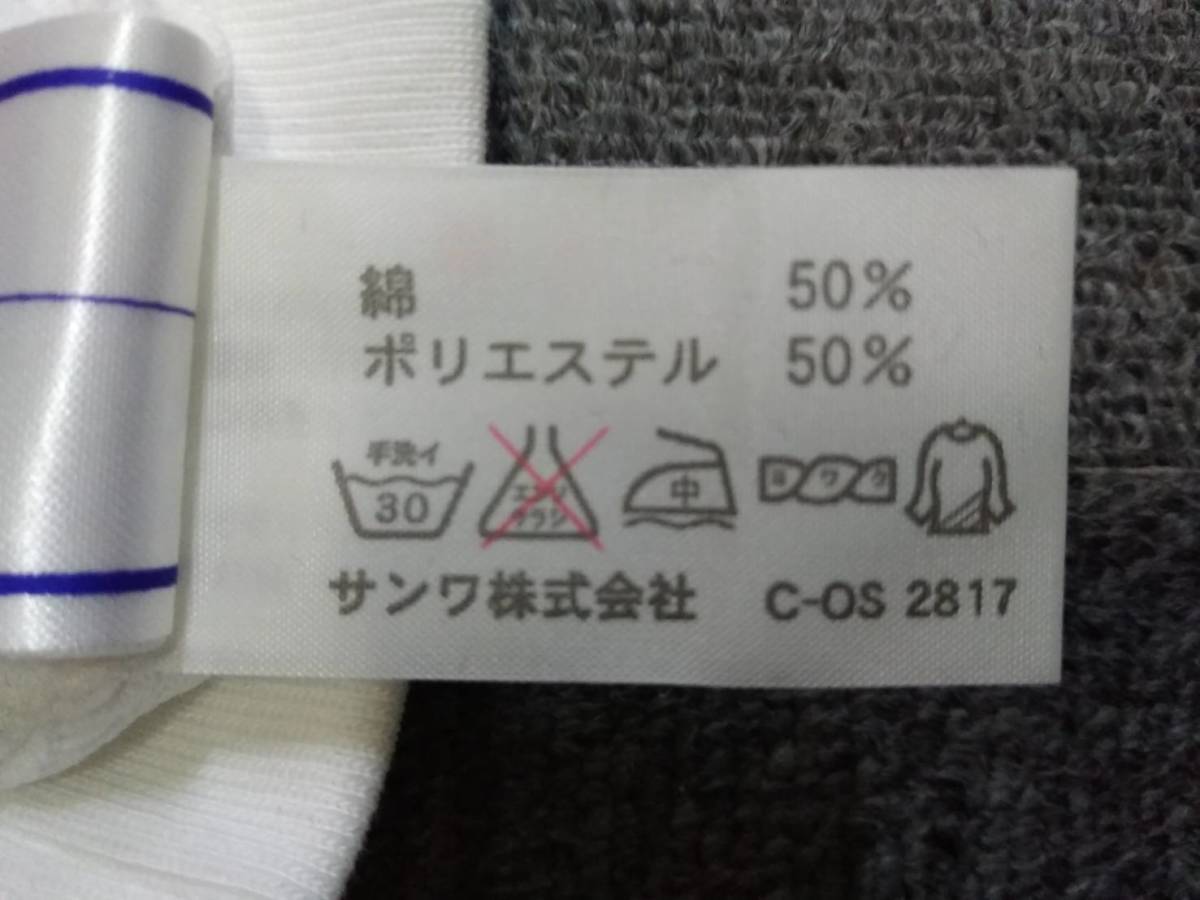 綿 50%
ポリエステル 50%
手洗イ
30
エンソ
サラシ
中
ヨワク
サンワ株式会社 C-OS 2817